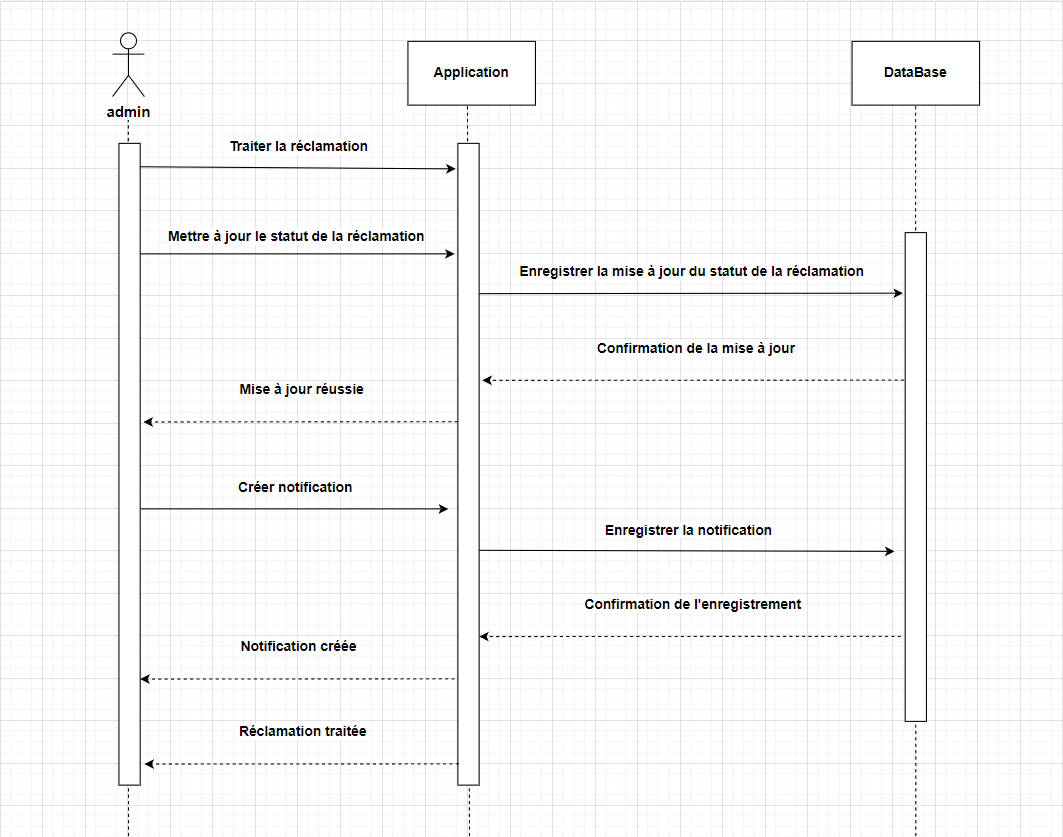 admin
Application
DataBase
Traiter la réclamation
Mettre à jour le statut de la réclamation
Enregistrer la mise à jour du statut de la réclamation
Confirmation de la mise à jour
Mise à jour réussie
Créer notification
Enregistrer la notification
Confirmation de l'enregistrement
Notification créée
Réclamation traitée